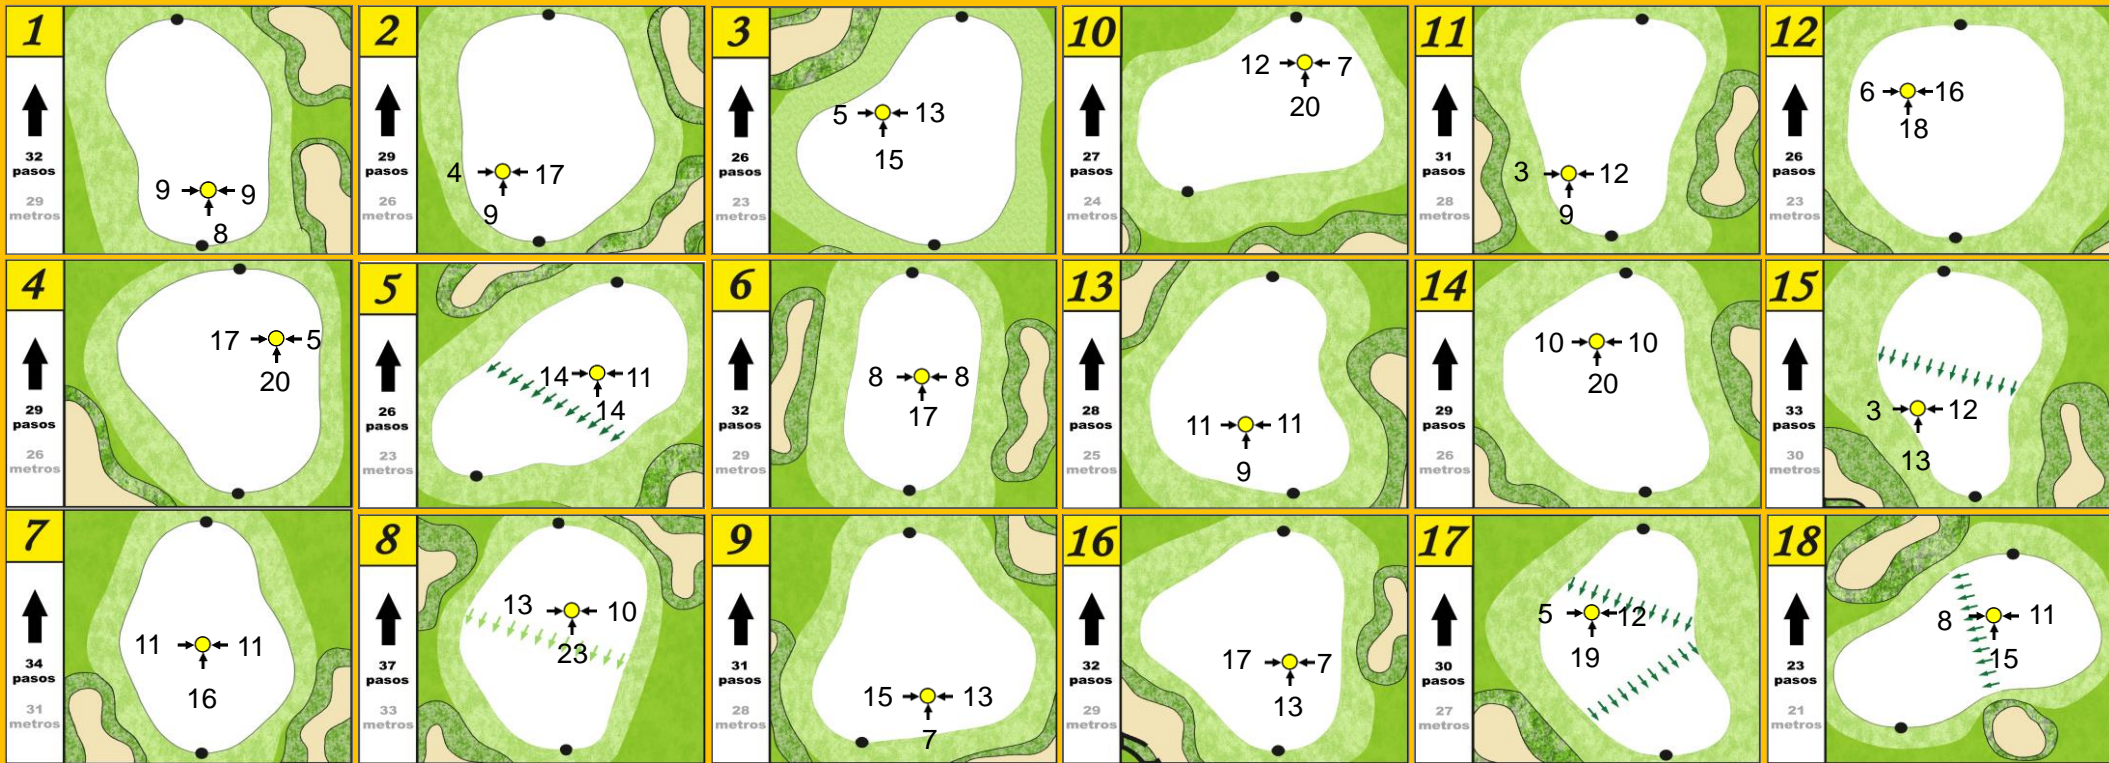 1
32
pasos
29
metros
9 9
8
2
29
pasos
26
metros
4 17
9
3
26
pasos
23
metros
5 13
15
10
27
pasos
24
metros
12 7
20
11
31
pasos
28
metros
3 12
9
12
26
pasos
23
metros
6 16
18
4
29
pasos
26
metros
17 5
20
5
26
pasos
23
metros
14 11
14
6
32
pasos
29
metros
8 8
17
13
28
pasos
25
metros
11 11
9
14
29
pasos
26
metros
10 10
20
15
33
pasos
30
metros
3 12
13
7
34
pasos
31
metros
11 11
16
8
37
pasos
33
metros
13 10
23
9
31
pasos
28
metros
15 13
7
16
32
pasos
29
metros
17 7
13
17
30
pasos
27
metros
5 12
19
18
23
pasos
21
metros
8 11
15